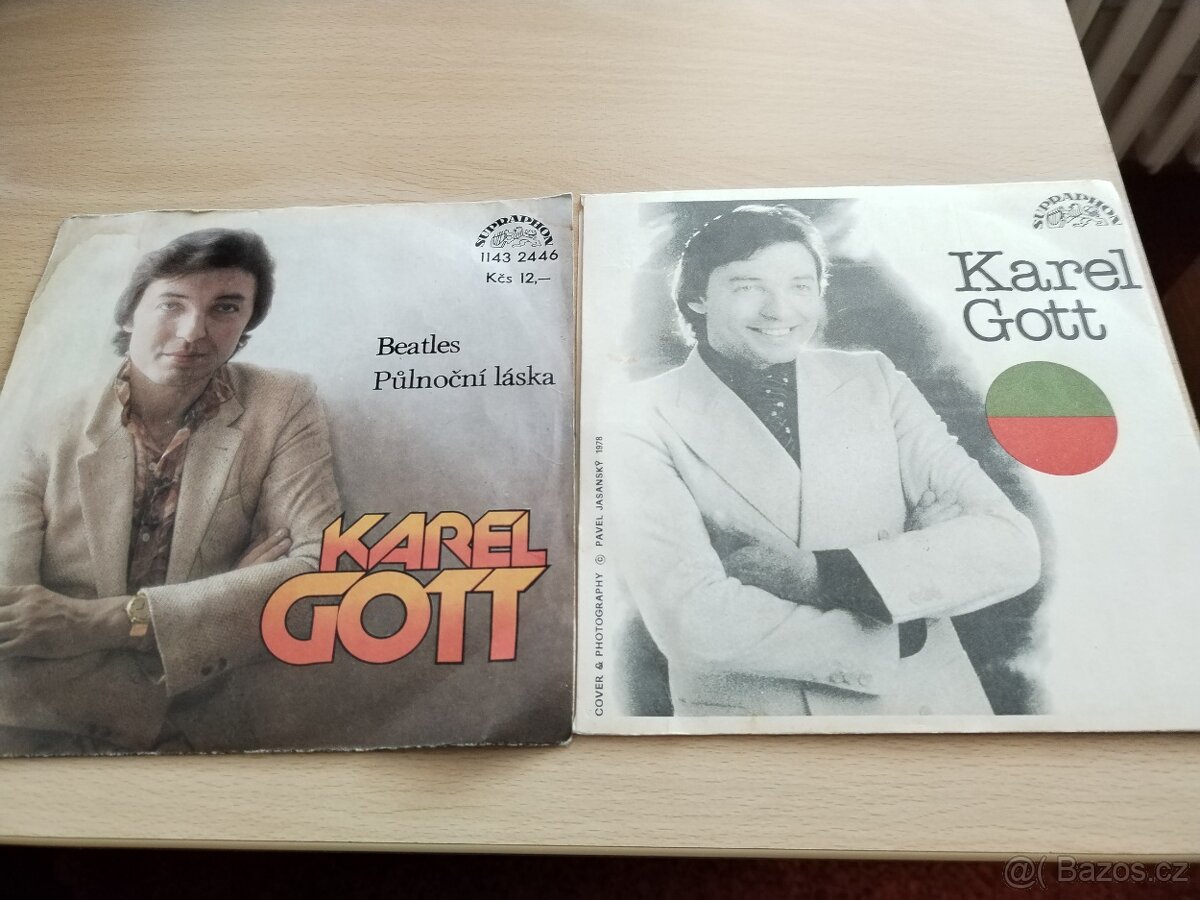 SUPRAPHON
1143 2446
Kčs 12,—
Beatles
Půlnoční láska
KAREL
GOTT
SUPRAPHON
Karel
Gott
COVER & PHOTOGRAPHY © PAVEL JASANSKÝ 1978
@( Bazos.cz